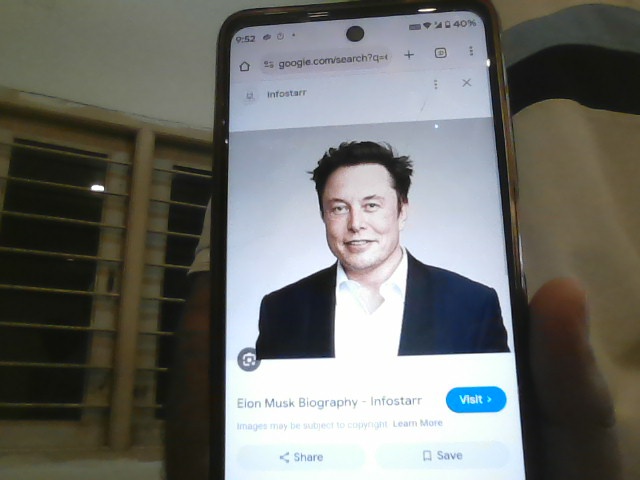 9:52 40%
google.com/search?q=
Infostarr
Elon Musk Biography - Infostarr
Visit >
Images may be subject to copyright. Learn More
Share
Save